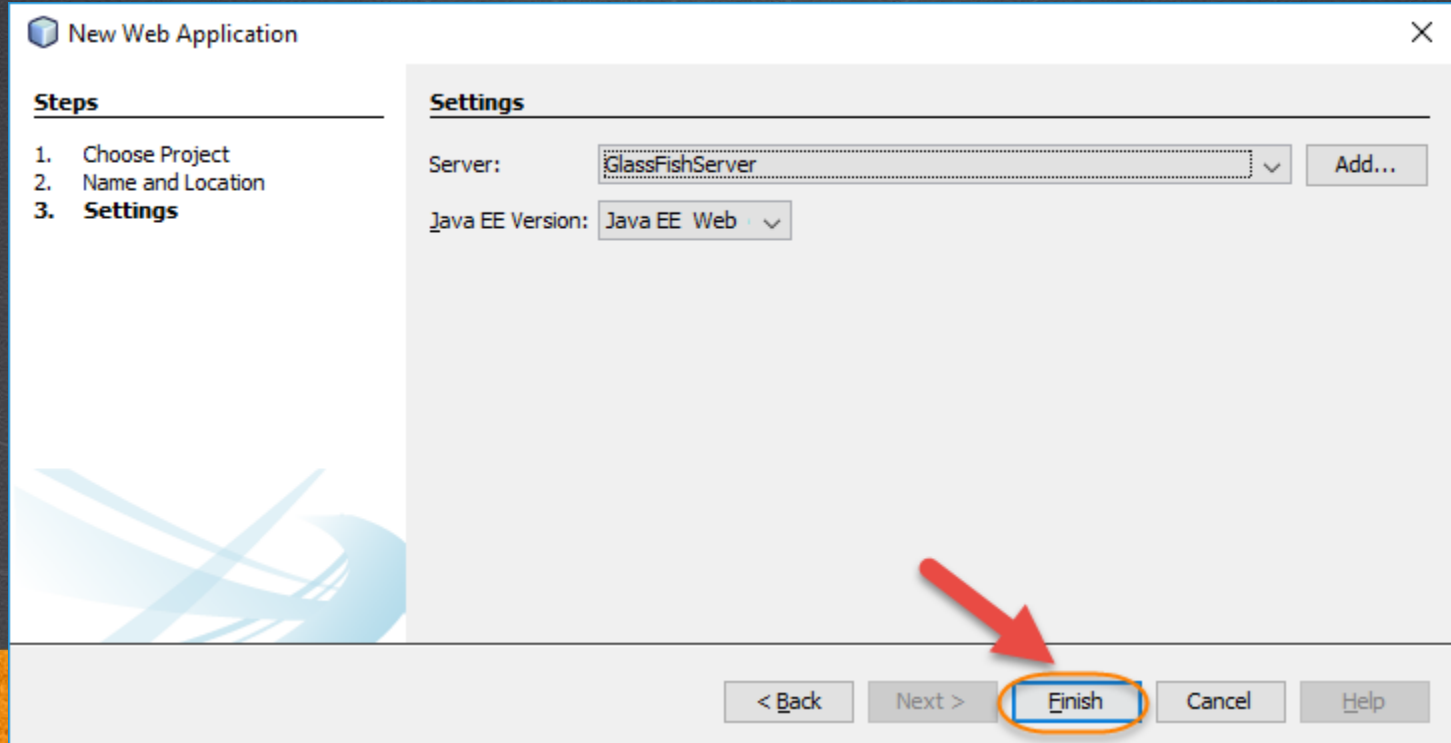 New Web Application
Steps
1. Choose Project
2. Name and Location
3. Settings
Settings
Server: GlassFishServer Add...
Java EE Version: Java EE Web
< Back Next > Finish Cancel Help